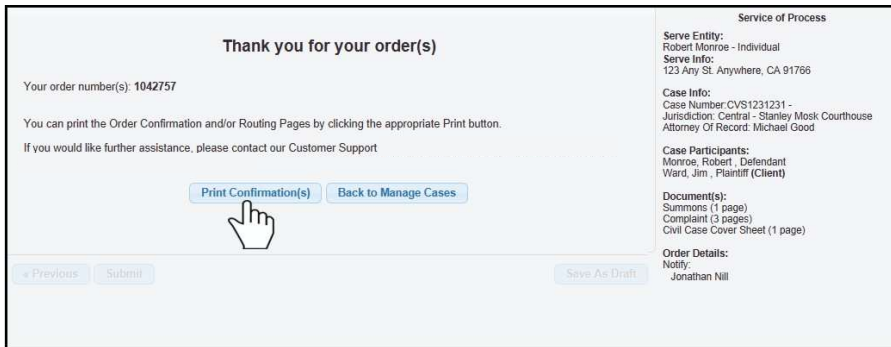 Thank you for your order(s)
Your order number(s): 1042757
You can print the Order Confirmation and/or Routing Pages by clicking the appropriate Print button.
If you would like further assistance, please contact our Customer Support
Print Confirmation(s)
Back to Manage Cases
« Previous
Submit
Save As Draft
Service of Process
Serve Entity:
Robert Monroe - Individual
Serve Info:
123 Any St. Anywhere, CA 91766
Case Info:
Case Number:CVS1231231 -
Jurisdiction: Central - Stanley Mosk Courthouse
Attorney Of Record: Michael Good
Case Participants:
Monroe, Robert , Defendant
Ward, Jim , Plaintiff (Client)
Document(s):
Summons (1 page)
Complaint (3 pages)
Civil Case Cover Sheet (1 page)
Order Details:
Notify:
Jonathan Nill